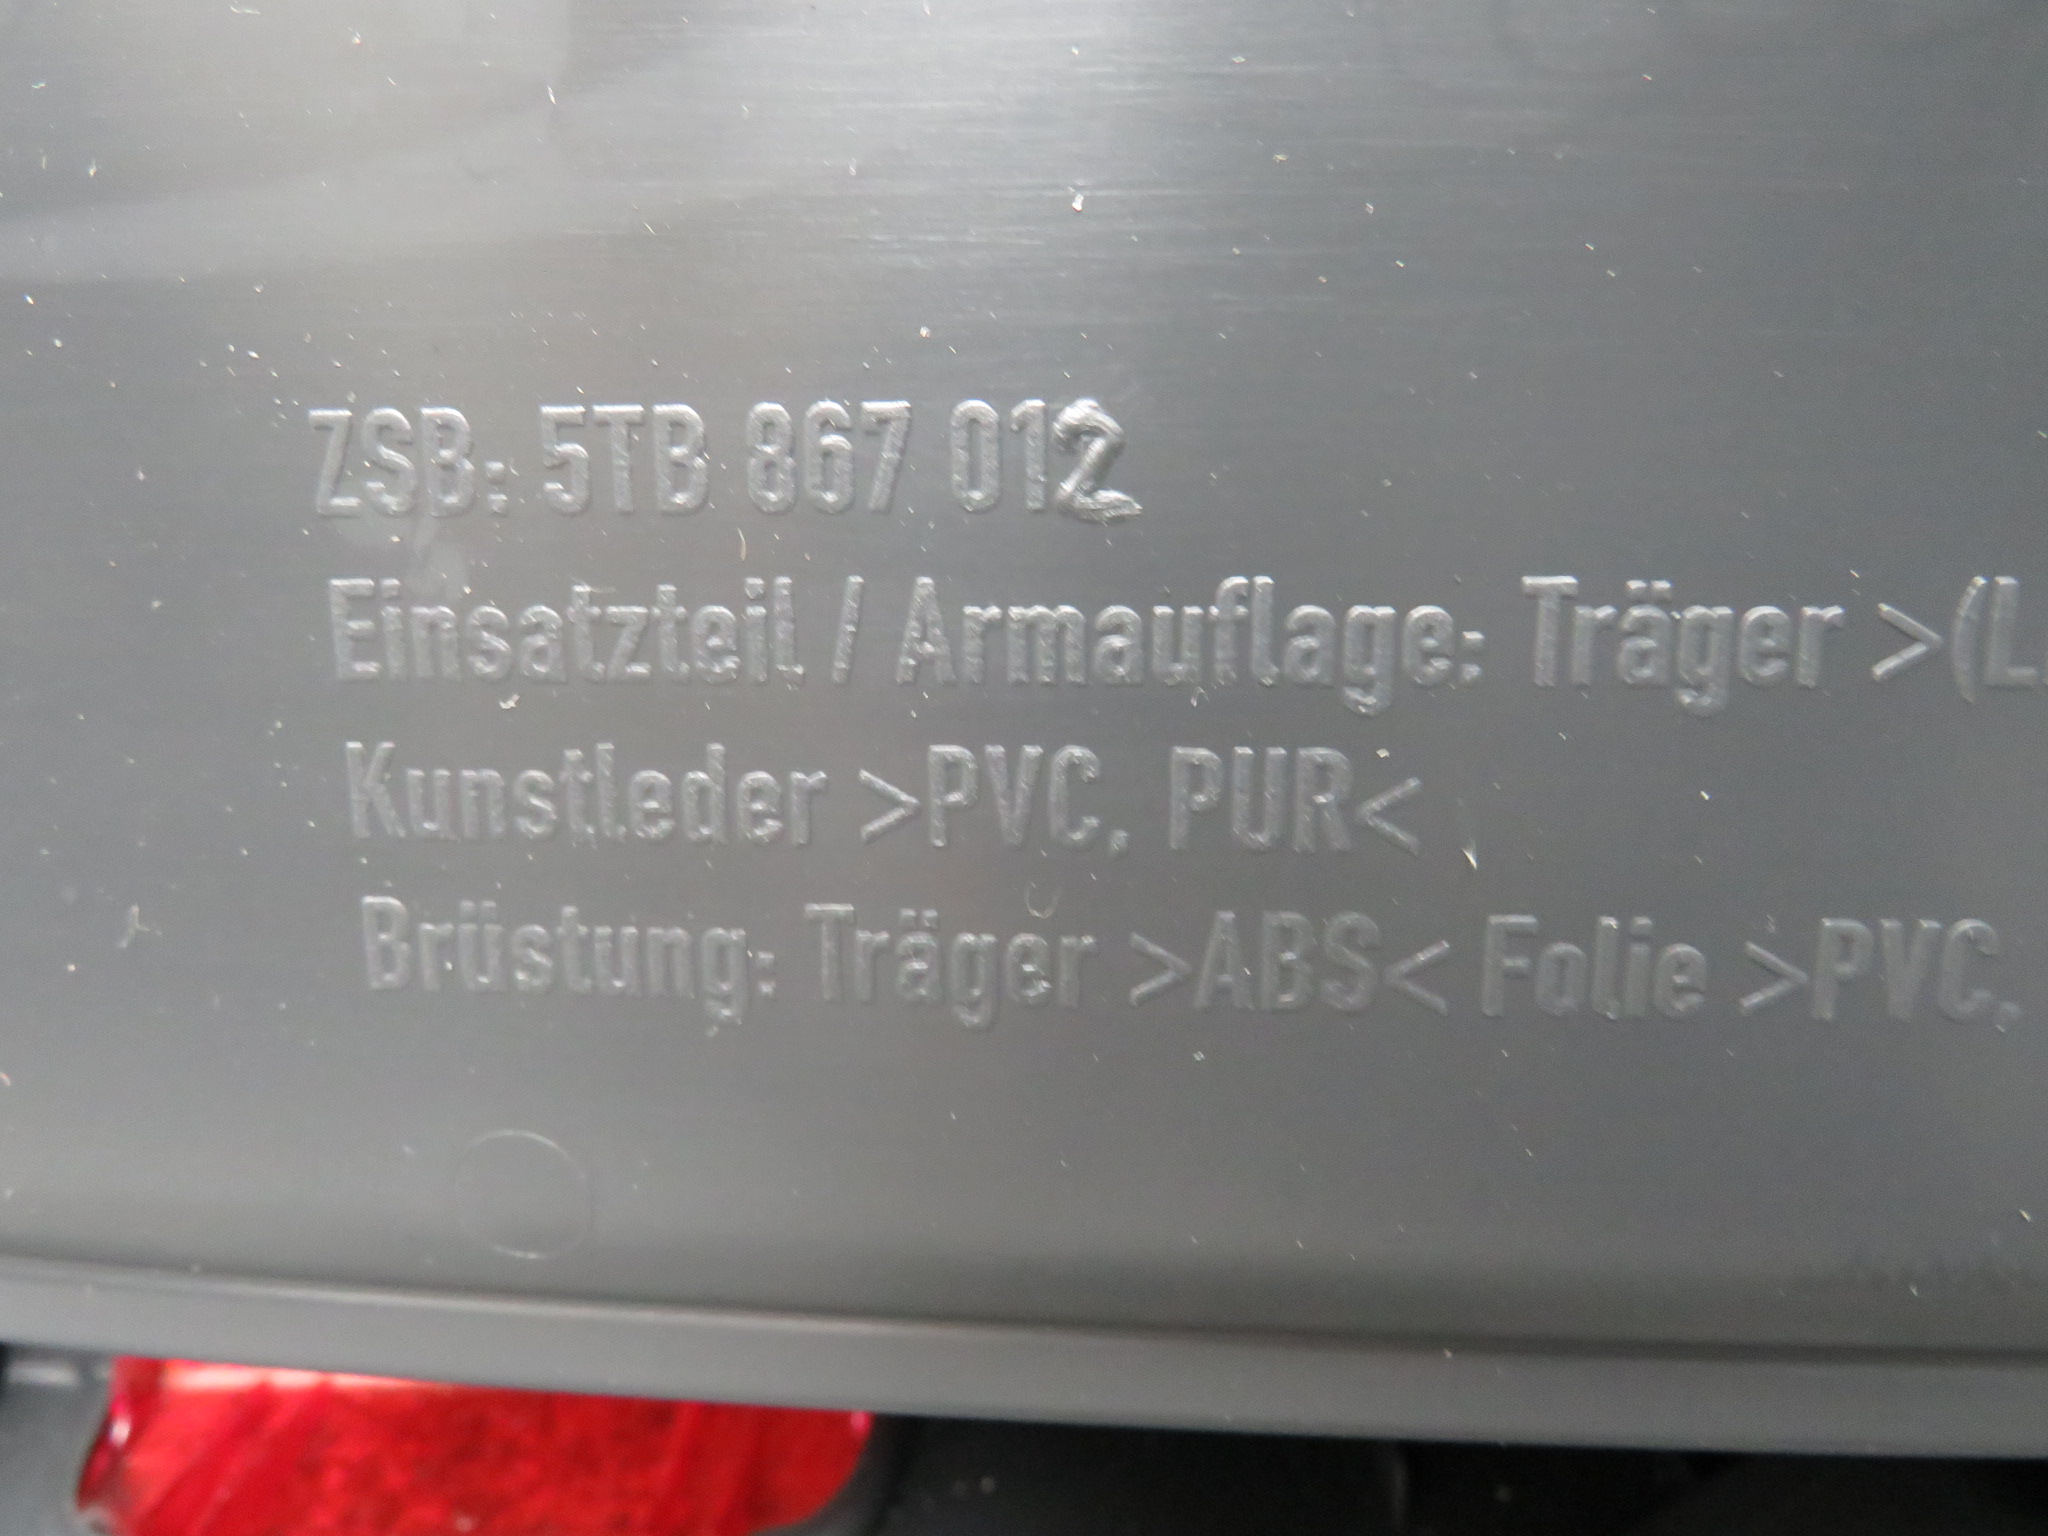 ZSB: 5TB 867 012
Einsatzteil / Armauflage: Träger >(L
Kunstleder >PVC, PUR<
Brüstung: Träger >ABS< Folie >PVC,